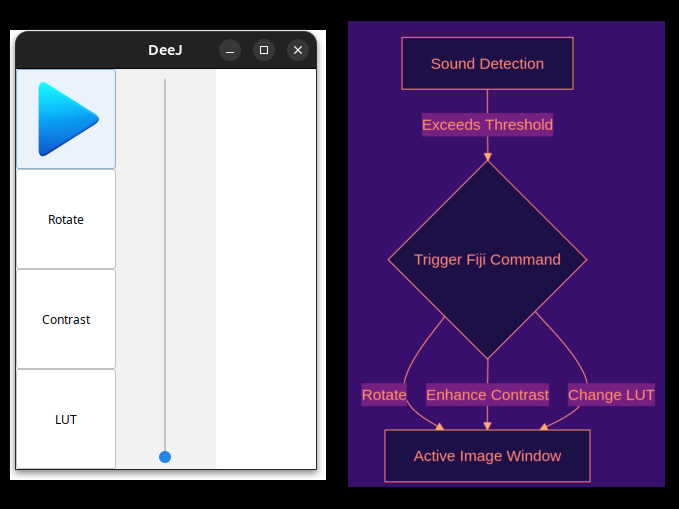 DeeJ
Rotate
Contrast
LUT
Sound Detection
Exceeds Threshold
Trigger Fiji Command
Rotate
Enhance Contrast
Change LUT
Active Image Window